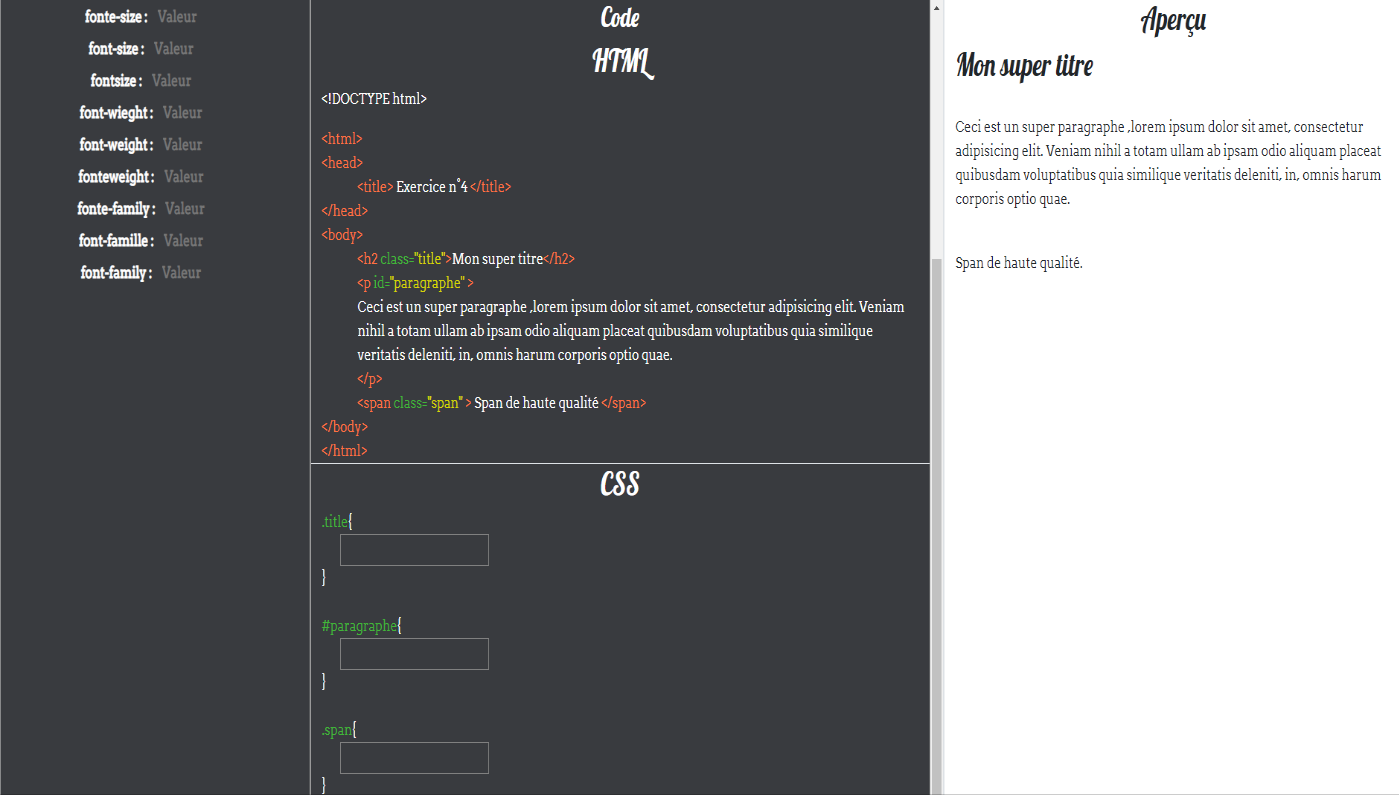 fonte-size : Valeur
font-size : Valeur
fontsize : Valeur
font-wieght : Valeur
font-weight : Valeur
fonteweight : Valeur
fonte-family : Valeur
font-famille : Valeur
font-family : Valeur
Code
HTML
<!DOCTYPE html>
<html>
<head>
<title> Exercice n°4 </title>
</head>
<body>
<h2 class="title">Mon super titre</h2>
<p id="paragraphe" >
Ceci est un super paragraphe ,lorem ipsum dolor sit amet, consectetur adipisicing elit. Veniam
nihil a totam ullam ab ipsam odio aliquam placeat quibusdam voluptatibus quia similique
veritatis deleniti, in, omnis harum corporis optio quae.
</p>
<span class="span" > Span de haute qualité </span>
</body>
</html>
CSS
.title{
}
#paragraphe{
}
.span{
}
Aperçu
Mon super titre
Ceci est un super paragraphe ,lorem ipsum dolor sit amet, consectetur
adipisicing elit. Veniam nihil a totam ullam ab ipsam odio aliquam placeat
quibusdam voluptatibus quia similique veritatis deleniti, in, omnis harum
corporis optio quae.
Span de haute qualité.